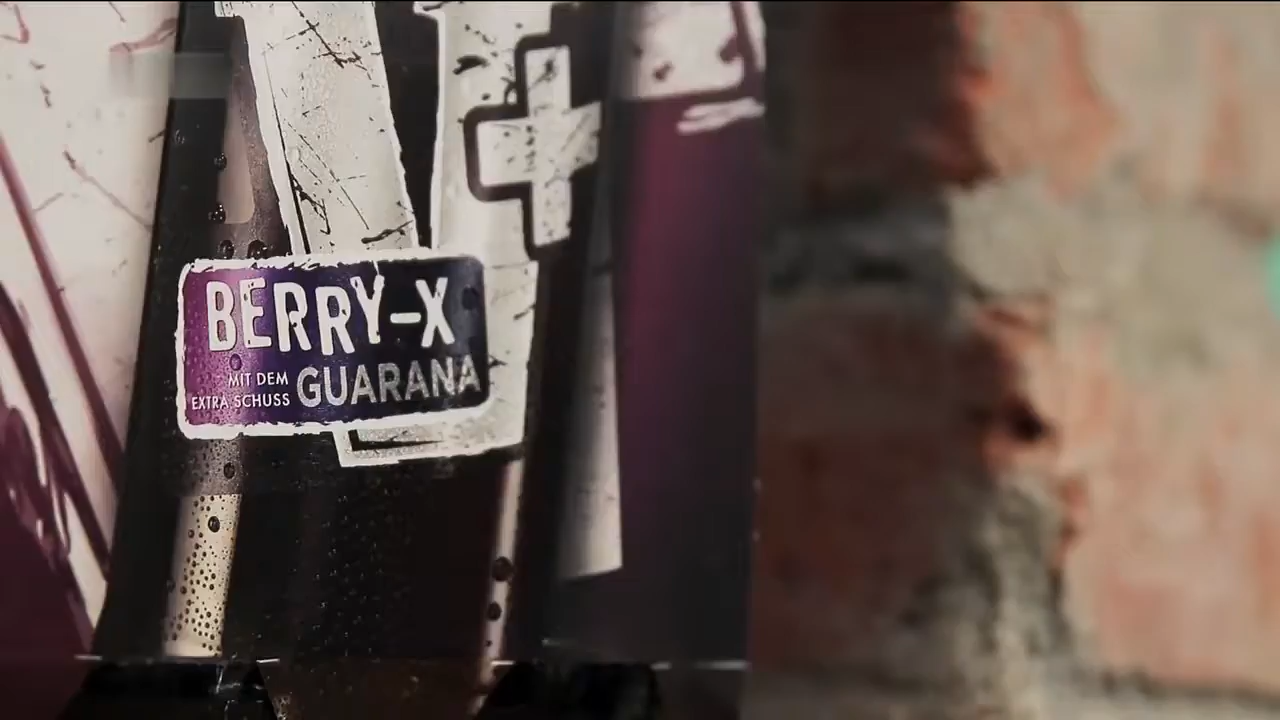 V+
BERRY-X
MIT DEM
EXTRA SCHUSS
GUARANA